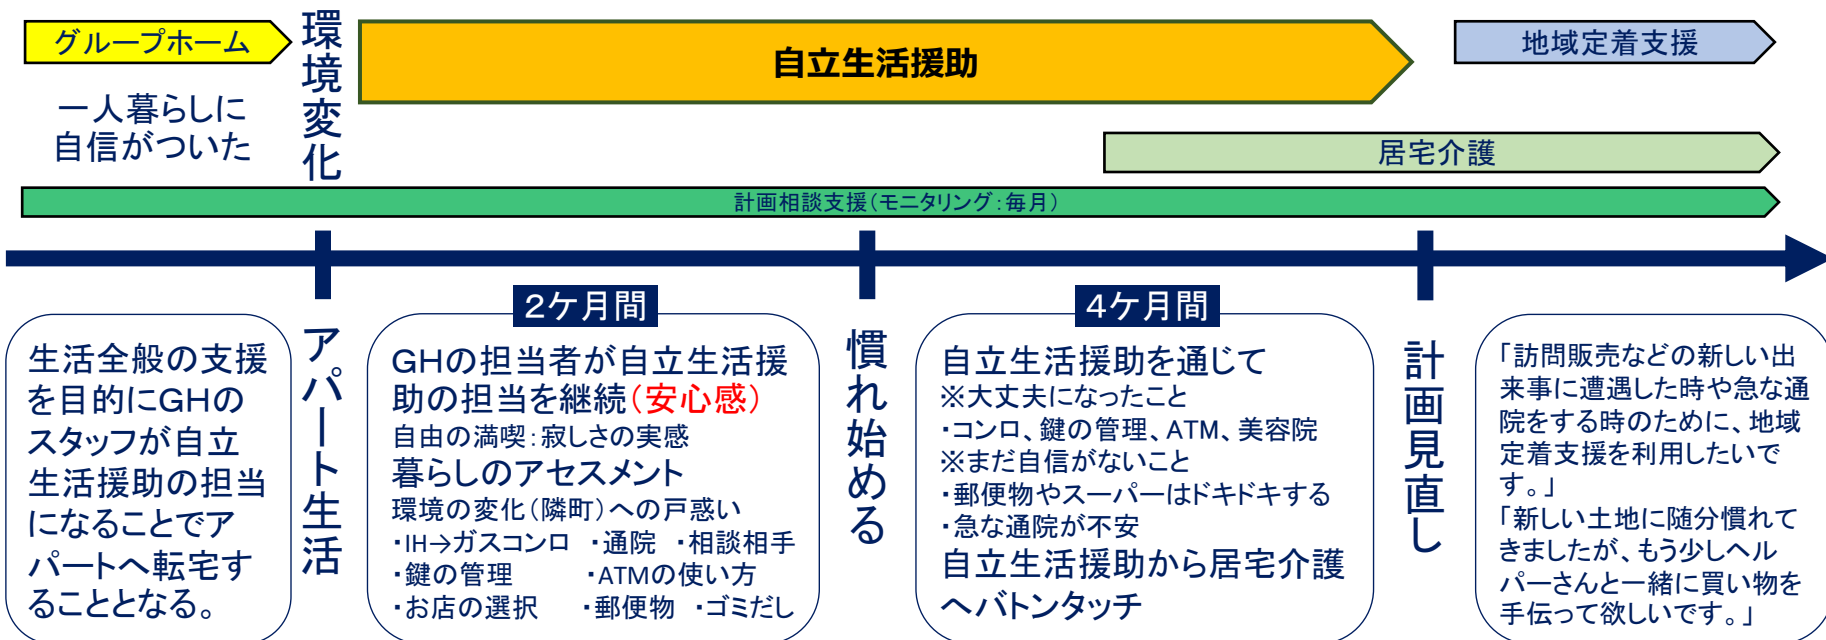 グループホーム
環境変化
自立生活援助
地域定着支援
一人暮らしに
自信がついた
居宅介護
計画相談支援(モニタリング:毎月)
生活全般の支援
を目的にGHの
スタッフが自立
生活援助の担当
になることでア
パートへ転宅す
ることとなる。
アパート生活
2ケ月間
GHの担当者が自立生活援
助の担当を継続(安心感)
自由の満喫:寂しさの実感
暮らしのアセスメント
環境の変化(隣町)への戸惑い
・IH→ガスコンロ ・通院 ・相談相手
・鍵の管理 ・ATMの使い方
・お店の選択 ・郵便物 ・ゴミだし
慣れ始める
4ケ月間
自立生活援助を通じて
※大丈夫になったこと
・コンロ、鍵の管理、ATM、美容院
※まだ自信がないこと
・郵便物やスーパーはドキドキする
・急な通院が不安
自立生活援助から居宅介護
へバトンタッチ
計画見直し
「訪問販売などの新しい出
来事に遭遇した時や急な通
院をする時のために、地域
定着支援を利用したいで
す。」
「新しい土地に随分慣れて
きましたが、もう少しヘル
パーさんと一緒に買い物を
手伝って欲しいです。」